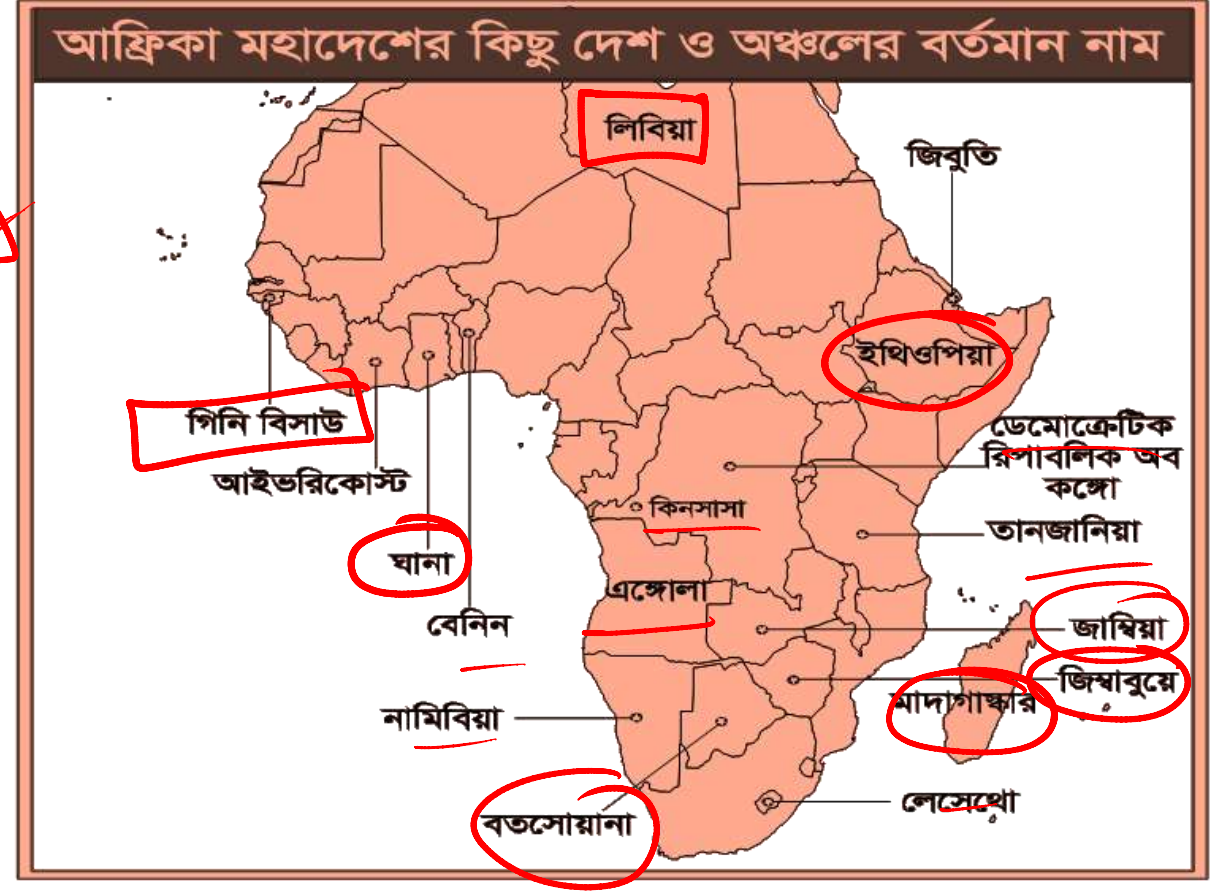 আফ্রিকা মহাদেশের কিছু দেশ ও অঞ্চলের বর্তমান নাম
লিবিয়া
জিবুতি
ইথিওপিয়া
গিনি বিসাউ
ডেমোক্রেটিক
রিপাবলিক অব
কঙ্গো
আইভরিকোস্ট
কিনসাসা
তানজানিয়া
ঘানা
এঙ্গোলা
বেনিন
জাম্বিয়া
জিম্বাবুয়ে
মাদাগাস্কার
নামিবিয়া
লেসেথো
বতসোয়ানা